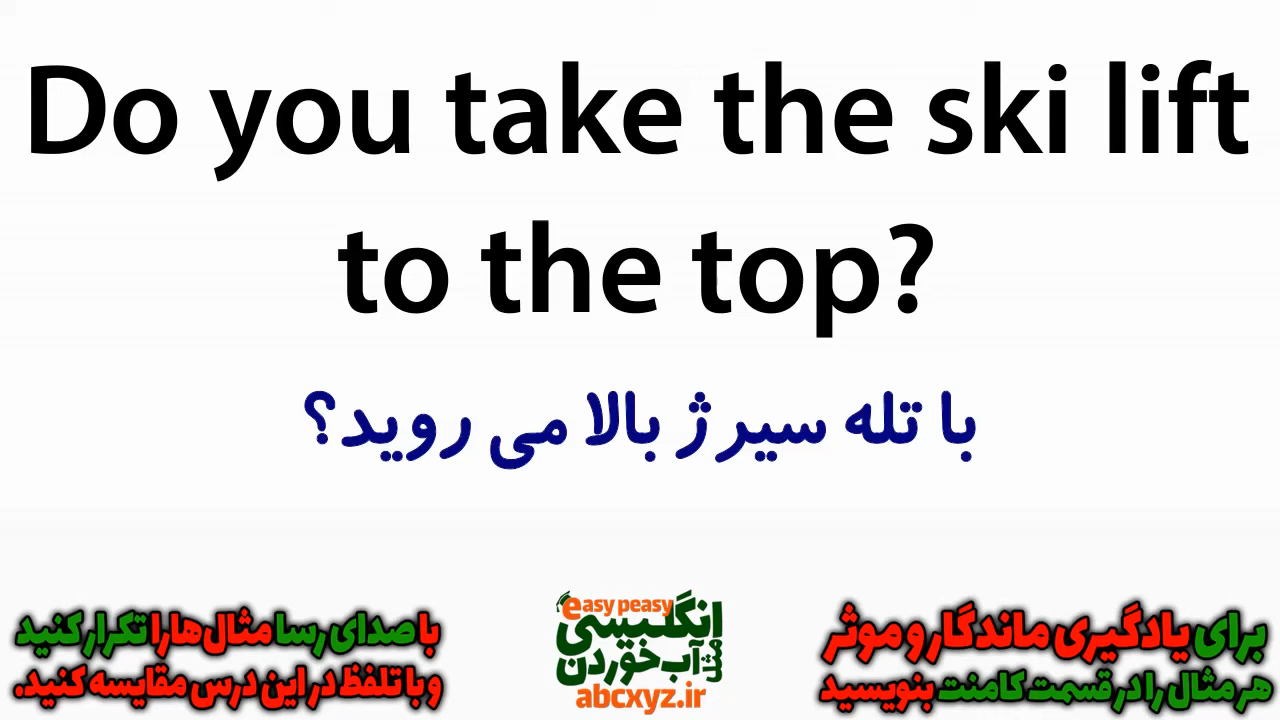 Do you take the ski lift
to the top?
با تله سیرژ بالا می روید؟
برای یادگیری ماندگار و موثر
هر مثال را در قسمت کامنت بنویسید
easy peasy
انگلیسی
مثل آب خوردن
abcxyz.ir
با صدای رسا مثال‌ها را تکرار کنید
و با تلفظ در این درس مقایسه کنید.